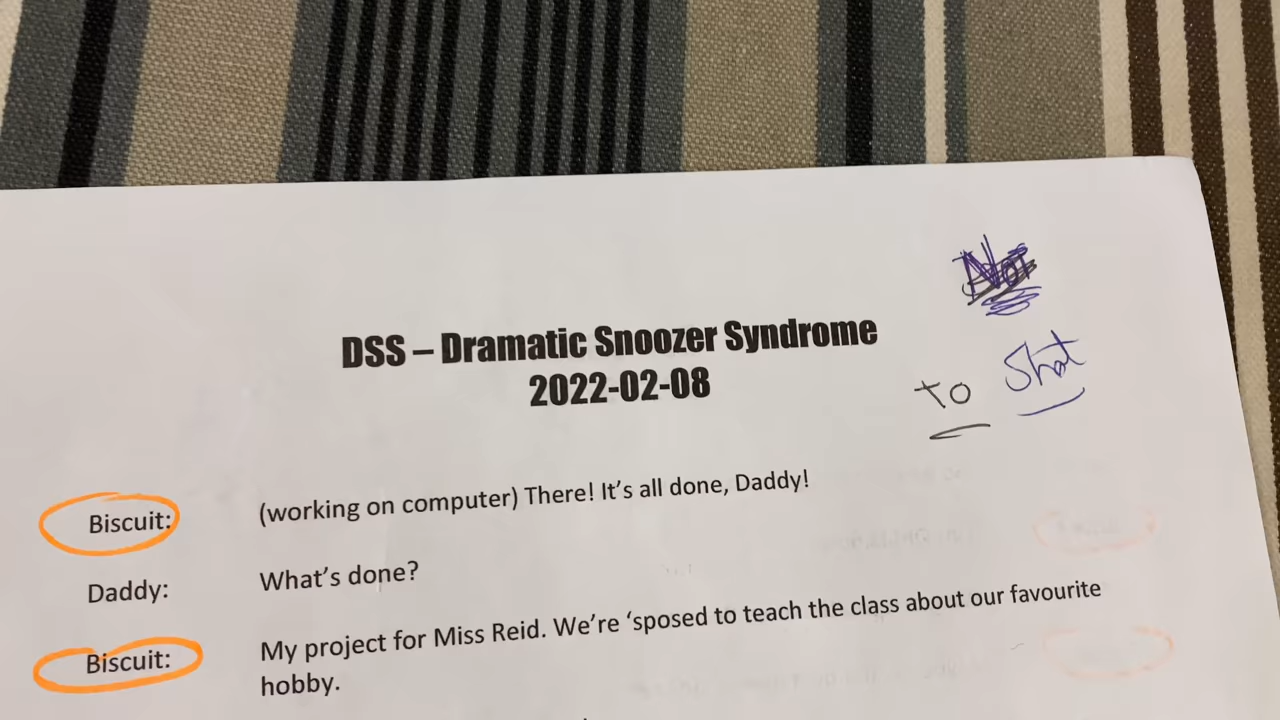 DSS – Dramatic Snoozer Syndrome
2022-02-08
to Shot
Biscuit: (working on computer) There! It's all done, Daddy!
Daddy: What's done?
Biscuit: My project for Miss Reid. We're ‘sposed to teach the class about our favourite
hobby.